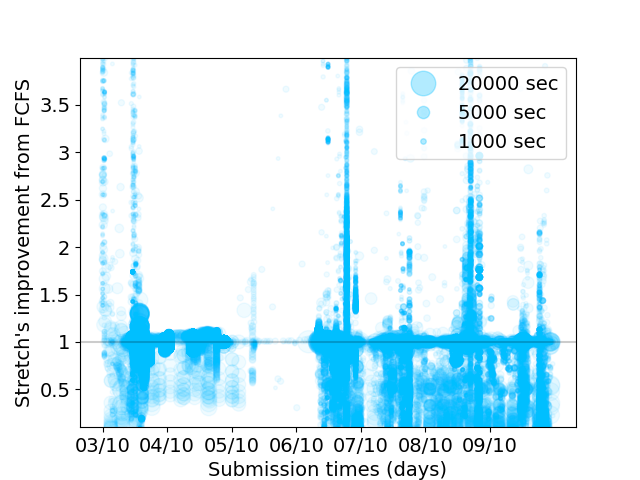 20000 sec
5000 sec
1000 sec
3.5
3
2.5
2
1.5
1
0.5
Stretch's improvement from FCFS
03/10 04/10 05/10 06/10 07/10 08/10 09/10
Submission times (days)